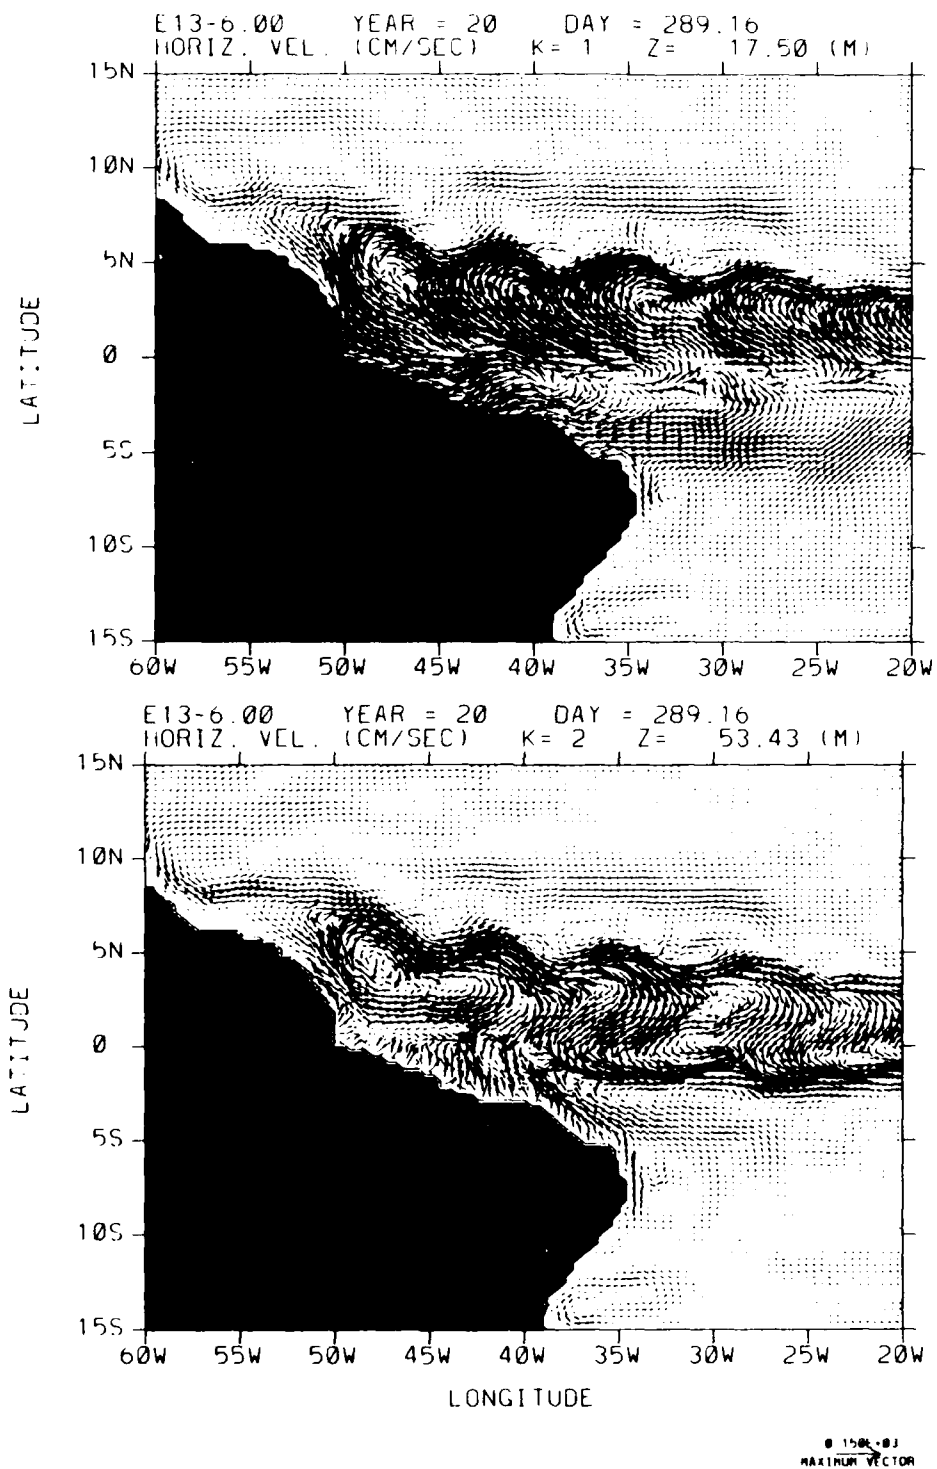 E13-6.00 YEAR = 20 DAY = 289.16
HORIZ. VEL. (CM/SEC) K= 1 Z= 17.50 (M)
15N
10N
5N
0
5S
10S
15S
LATITUDE
60W 55W 50W 45W 40W 35W 30W 25W 20W
E13-6.00 YEAR = 20 DAY = 289.16
HORIZ. VEL. (CM/SEC) K= 2 Z= 53.43 (M)
15N
10N
5N
0
5S
10S
15S
LATITUDE
60W 55W 50W 45W 40W 35W 30W 25W 20W
LONGITUDE
0.150E+03
MAXIMUM VECTOR